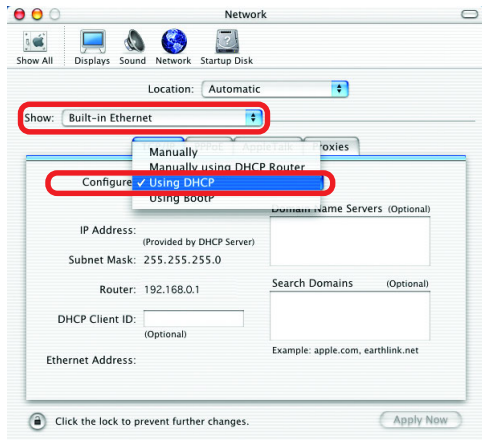 Network
Show All Displays Sound Network Startup Disk
Location: Automatic
Show: Built-in Ethernet
AppleTalk Proxies
Manually
Manually using DHCP Router
Configure ✓ Using DHCP
Using BootP
Domain Name Servers (Optional)
IP Address:
(Provided by DHCP Server)
Subnet Mask: 255.255.255.0
Router: 192.168.0.1
Search Domains (Optional)
DHCP Client ID:
(Optional)
Example: apple.com, earthlink.net
Ethernet Address:
Click the lock to prevent further changes.
Apply Now